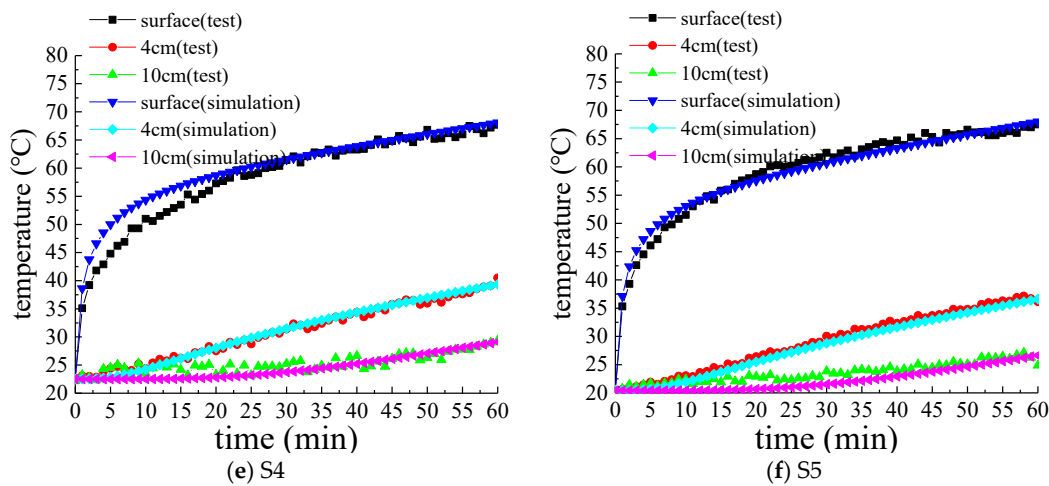 surface(test)
4cm(test)
10cm(test)
surface(simulation)
4cm(simulation)
10cm(simulation)
temperature (°C)
80
75
70
65
60
55
50
45
40
35
30
25
20
0 5 10 15 20 25 30 35 40 45 50 55 60
time (min)
(e) S4
surface(test)
4cm(test)
10cm(test)
surface(simulation)
4cm(simulation)
10cm(simulation)
temperature (°C)
80
75
70
65
60
55
50
45
40
35
30
25
20
0 5 10 15 20 25 30 35 40 45 50 55 60
time (min)
(f) S5